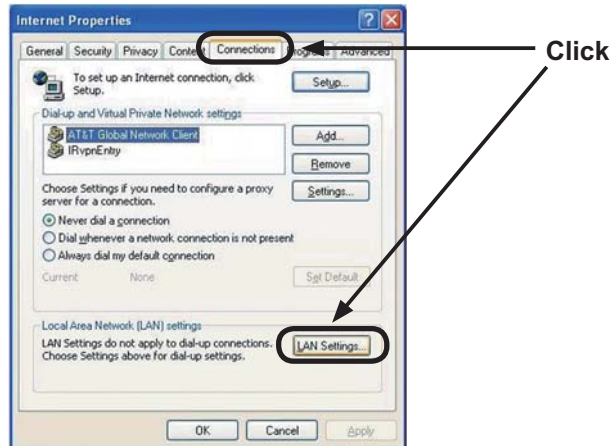 Internet Properties
General Security Privacy Content Connections Programs Advanced
Click
To set up an Internet connection, click
Setup.
Setup...
Dial-up and Virtual Private Network settings
AT&T Global Network Client
IRvpnEntry
Add...
Remove
Choose Settings if you need to configure a proxy
server for a connection.
Settings...
Never dial a connection
Dial whenever a network connection is not present
Always dial my default connection
Current None
Set Default
Local Area Network (LAN) settings
LAN Settings do not apply to dial-up connections.
Choose Settings above for dial-up settings.
LAN Settings...
OK Cancel Apply